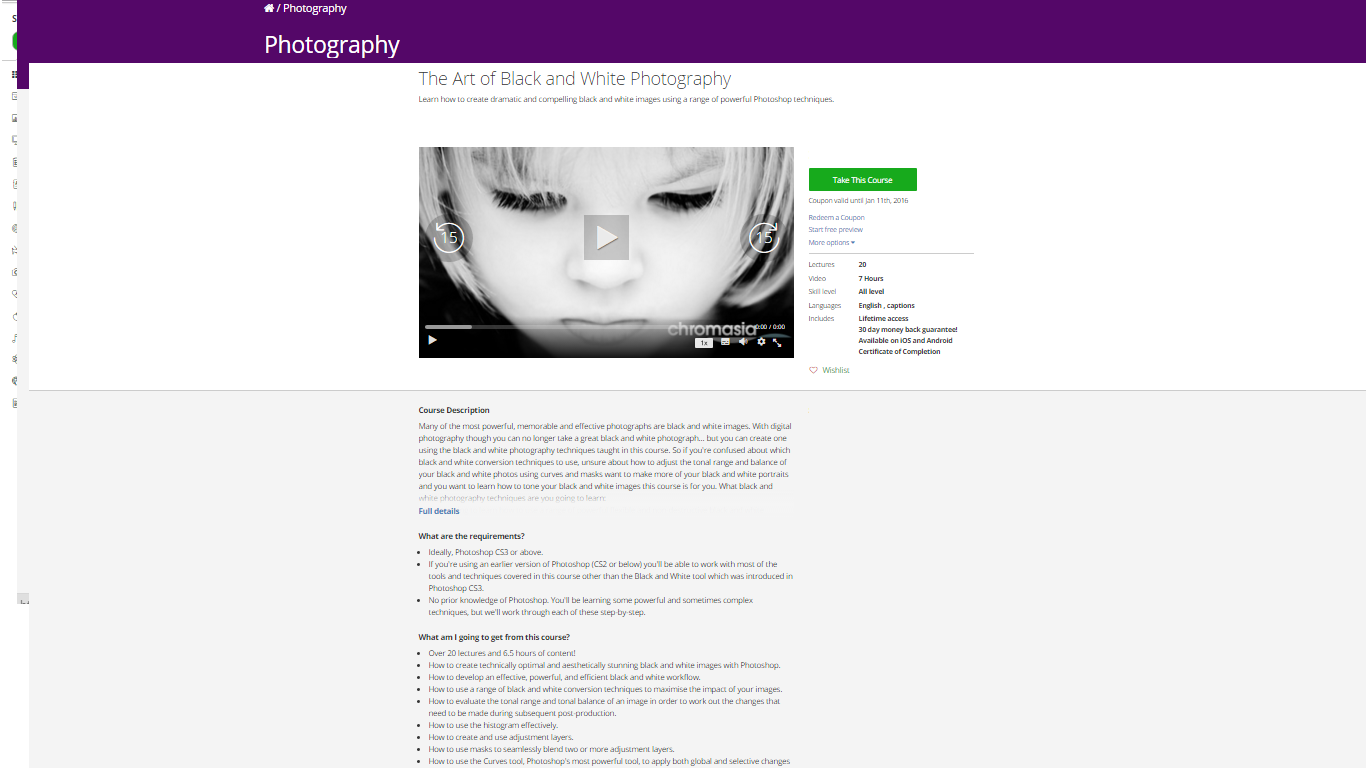 / Photography
Photography
The Art of Black and White Photography
Learn how to create dramatic and compelling black and white images using a range of powerful Photoshop techniques.
15
15
chromasia
0:00 / 0:00
1x
Take This Course
Coupon valid until Jan 11th, 2016
Redeem a Coupon
Start free preview
More options
Lectures 20
Video 7 Hours
Skill level All level
Languages English , captions
Includes Lifetime access
30 day money back guarantee!
Available on iOS and Android
Certificate of Completion
Wishlist
Course Description
Many of the most powerful, memorable and effective photographs are black and white images. With digital
photography though you can no longer take a great black and white photograph... but you can create one
using the black and white photography techniques taught in this course. So if you're confused about which
black and white conversion techniques to use, unsure about how to adjust the tonal range and balance of
your black and white photos using curves and masks want to make more of your black and white portraits
and you want to learn how to tone your black and white images this course is for you. What black and
white photography techniques are you going to learn:
Full details
What are the requirements?
Ideally, Photoshop CS3 or above.
If you're using an earlier version of Photoshop (CS2 or below) you'll be able to work with most of the
tools and techniques covered in this course other than the Black and White tool which was introduced in
Photoshop CS3.
No prior knowledge of Photoshop. You'll be learning some powerful and sometimes complex
techniques, but we'll work through each of these step-by-step.
What am I going to get from this course?
Over 20 lectures and 6.5 hours of content!
How to create technically optimal and aesthetically stunning black and white images with Photoshop.
How to develop an effective, powerful, and efficient black and white workflow.
How to use a range of black and white conversion techniques to maximise the impact of your images.
How to evaluate the tonal range and tonal balance of an image in order to work out the changes that
need to be made during subsequent post-production.
How to use the histogram effectively.
How to create and use adjustment layers.
How to use masks to seamlessly blend two or more adjustment layers.
How to use the Curves tool, Photoshop's most powerful tool, to apply both global and selective changes